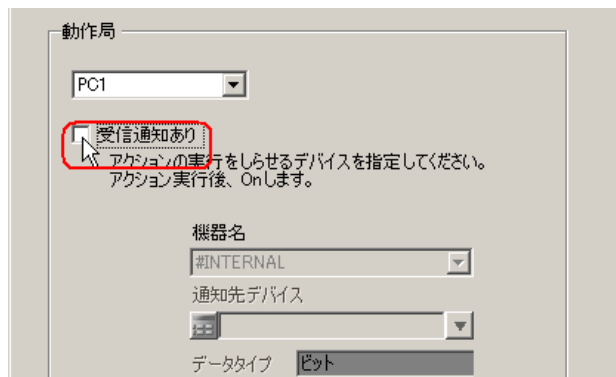 動作局
PC1
受信通知あり
アクションの実行をしらせるデバイスを指定してください。
アクション実行後、Onします。
機器名
#INTERNAL
通知先デバイス
データタイプ ビット